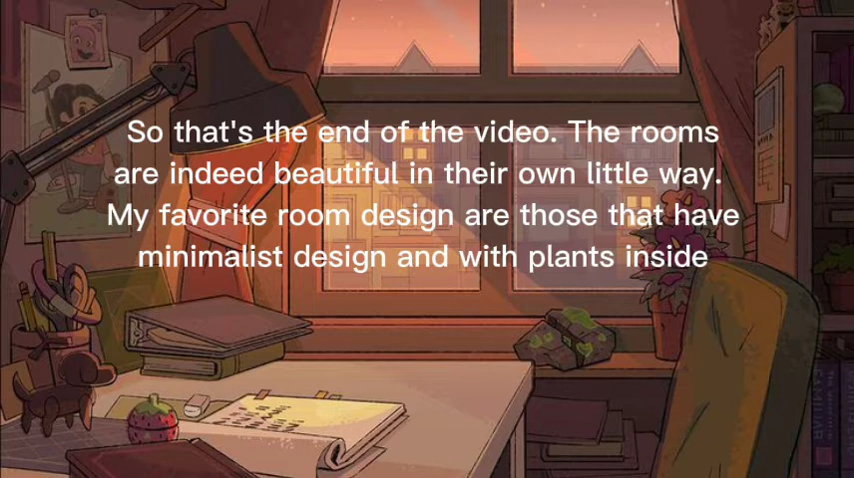 So that's the end of the video. The rooms
are indeed beautiful in their own little way.
My favorite room design are those that have
minimalist design and with plants inside
FAMILIAR